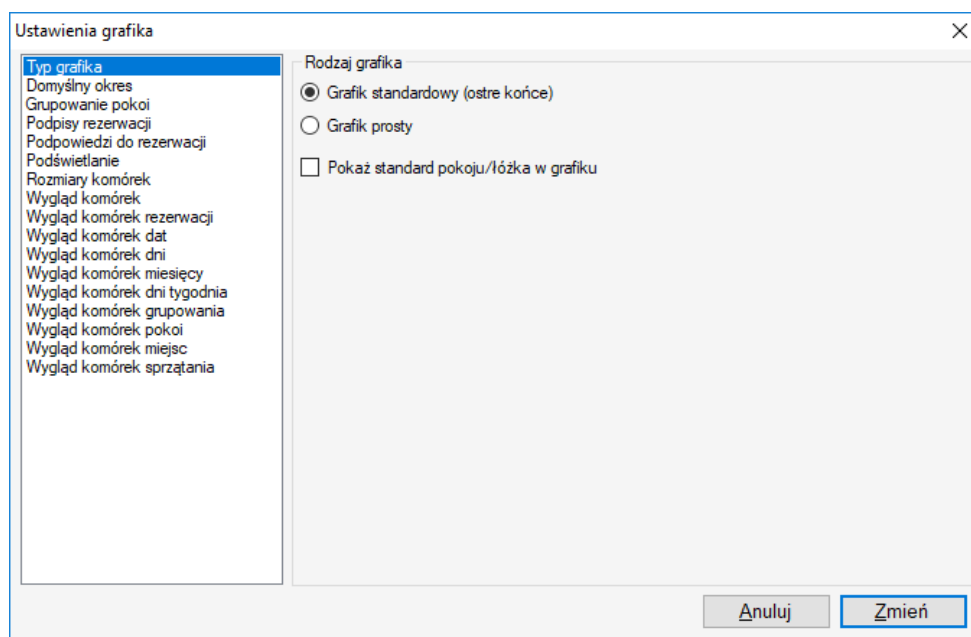 Ustawienia grafika
Typ grafika
Domyślny okres
Grupowanie pokoi
Podpisy rezerwacji
Podpowiedzi do rezerwacji
Podświetlanie
Rozmiary komórek
Wygląd komórek
Wygląd komórek rezerwacji
Wygląd komórek dat
Wygląd komórek dni
Wygląd komórek miesięcy
Wygląd komórek dni tygodnia
Wygląd komórek grupowania
Wygląd komórek pokoi
Wygląd komórek miejsc
Wygląd komórek sprzątania
Rodzaj grafika
Grafik standardowy (ostre końce)
Grafik prosty
Pokaż standard pokoju/łóżka w grafiku
Anuluj
Zmień